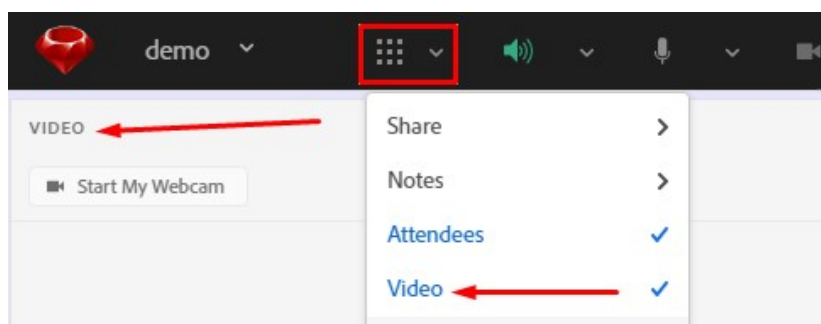 demo
VIDEO
Start My Webcam
Share
Notes
Attendees
Video